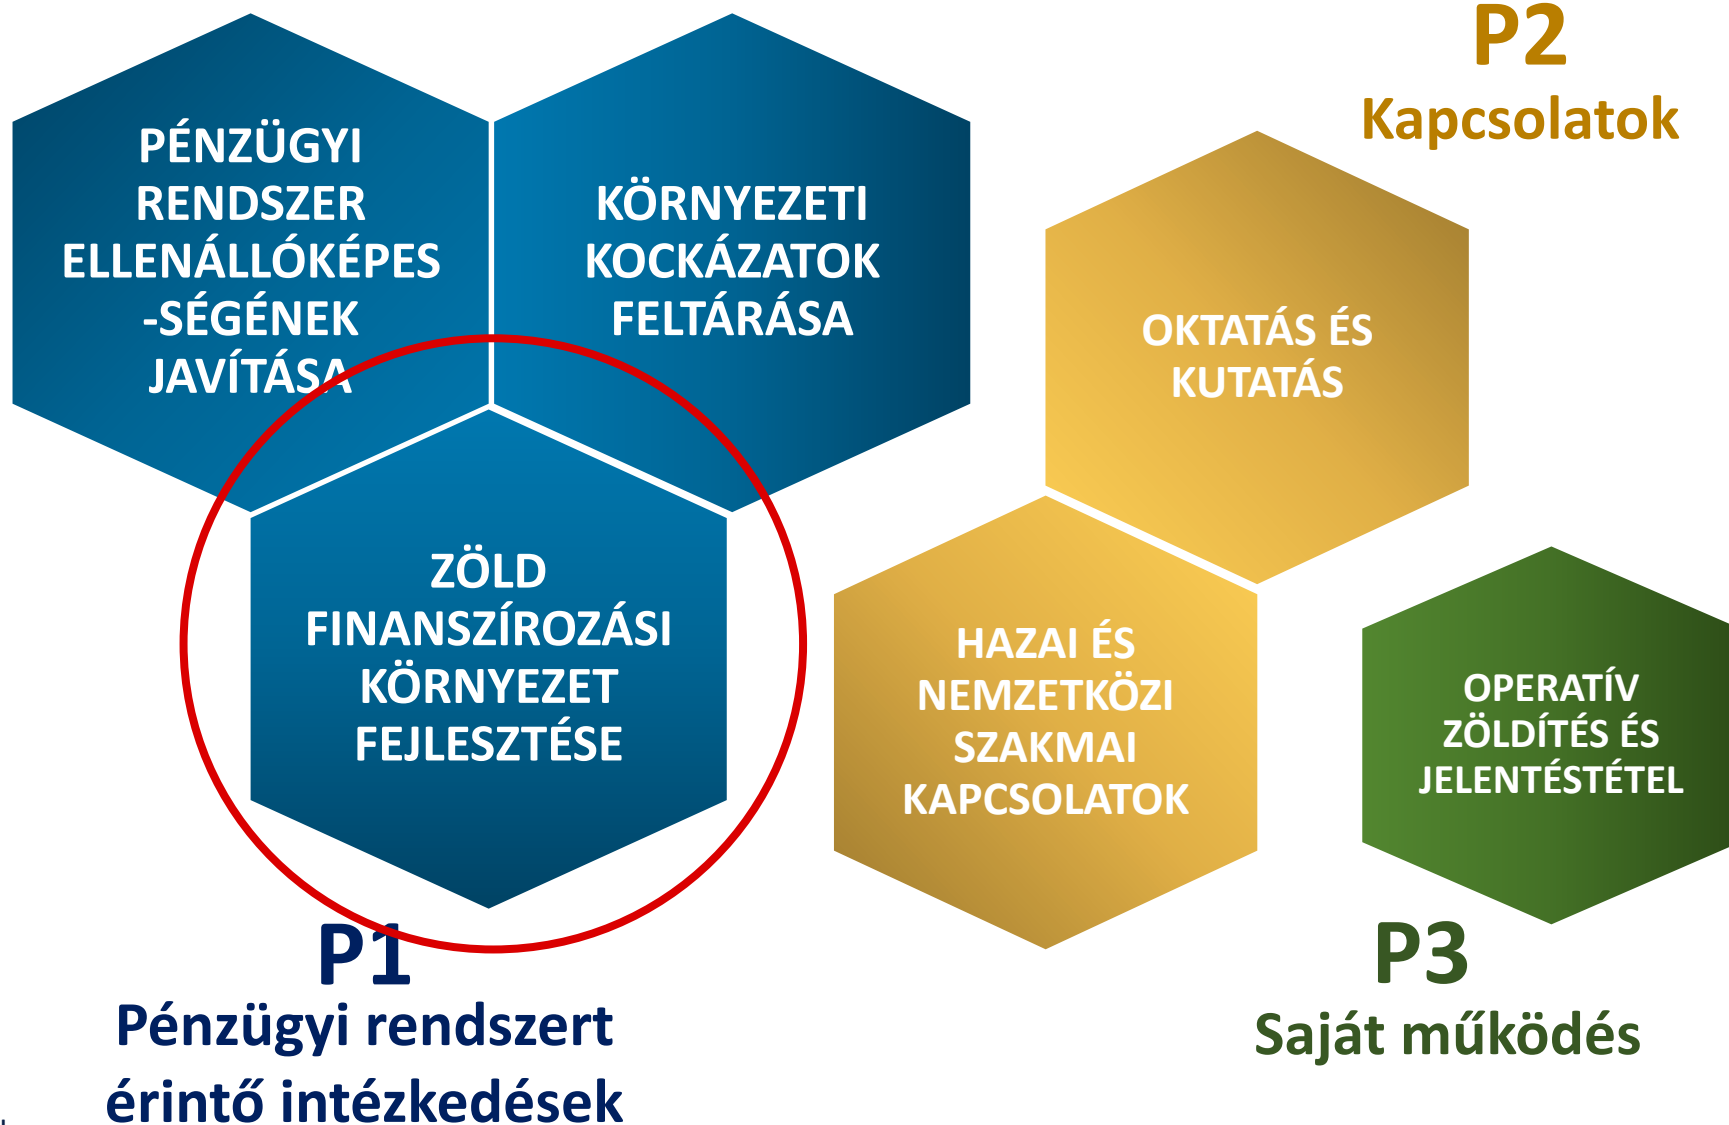 PÉNZÜGYI
RENDSZER
ELLENÁLLÓKÉPES
-SÉGÉNEK
JAVÍTÁSA
KÖRNYEZETI
KOCKÁZATOK
FELTÁRÁSA
ZÖLD
FINANSZÍROZÁSI
KÖRNYEZET
FEJLESZTÉSE
P1
Pénzügyi rendszert
érintő intézkedések
P2
Kapcsolatok
OKTATÁS ÉS
KUTATÁS
HAZAI ÉS
NEMZETKÖZI
SZAKMAI
KAPCSOLATOK
OPERATÍV
ZÖLDÍTÉS ÉS
JELENTÉSTÉTEL
P3
Saját működés